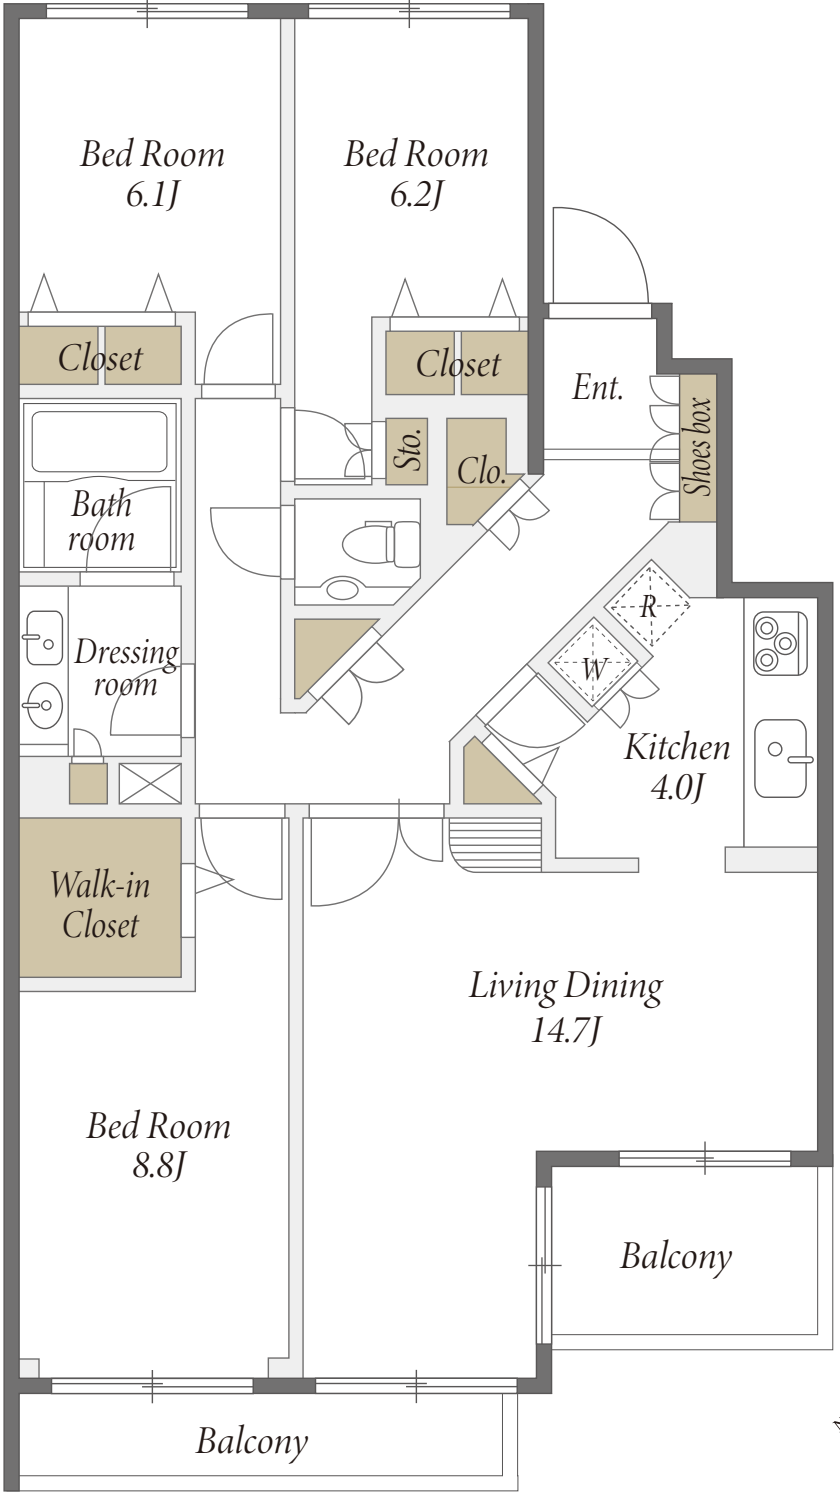 Bed Room
6.1J
Bed Room
6.2J
Closet
Closet
Ent.
Shoes box
Sto.
Clo.
Bath
room
R
W
Dressing
room
Kitchen
4.0J
Walk-in
Closet
Living Dining
14.7J
Bed Room
8.8J
Balcony
Balcony